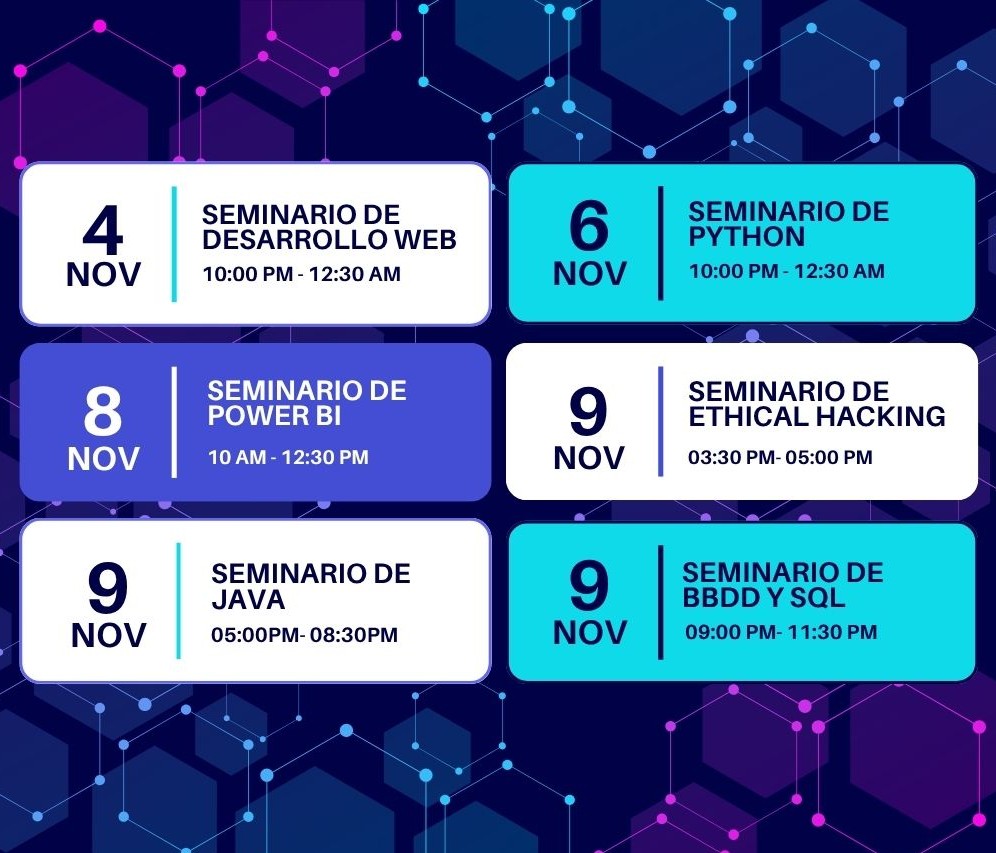 4
NOV
SEMINARIO DE
DESARROLLO WEB
10:00 PM - 12:30 AM
6
NOV
SEMINARIO DE
PYTHON
10:00 PM - 12:30 AM
8
NOV
SEMINARIO DE
POWER BI
10 AM - 12:30 PM
9
NOV
SEMINARIO DE
ETHICAL HACKING
03:30 PM- 05:00 PM
9
NOV
SEMINARIO DE
JAVA
05:00PM- 08:30PM
9
NOV
SEMINARIO DE
BBDD Y SQL
09:00 PM- 11:30 PM